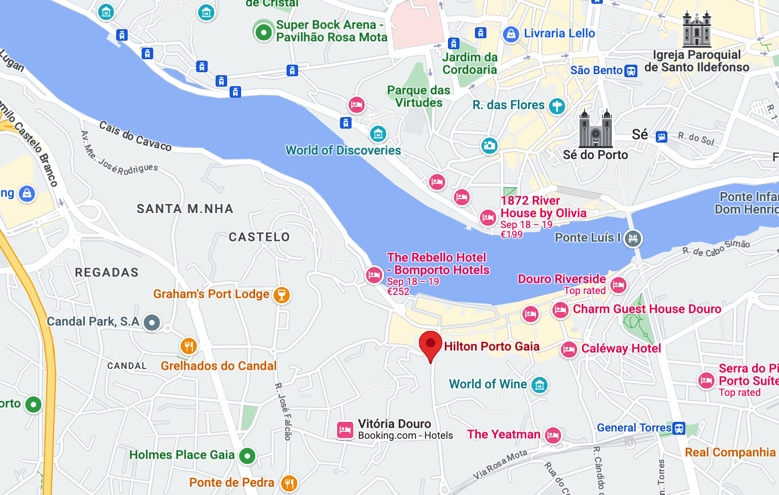 de Cristal
Super Bock Arena -
Pavilhão Rosa Mota
Livraria Lello
Igreja Paroquial
de Santo Ildefonso
Jardim da
Cordoaria
São Bento
Parque das
Virtudes
R. das Flores
Lugan
Cais do Cavaco
Av. Mte. José Rodrigues
World of Discoveries
Sé
R. do Sol
F
Sé do Porto
Camilo Castelo Branco
ng
SANTA M.NHA
CASTELO
1872 River
House by Olivia
Sep 18 – 19
€199
Ponte Infan
Dom Henriq
Ponte Luís I
R. de Cabo Simão
REGADAS
The Rebello Hotel
- Bomporto Hotels
Sep 18 – 19
€252
Douro Riverside
Top rated
Graham's Port Lodge
Charm Guest House Douro
Candal Park, S.A
Hilton Porto Gaia
Caléway Hotel
CANDAL
Grelhados do Candal
World of Wine
Serra do Pi
Porto Suite
Top rated
R. José Falcão
orto
Vitória Douro
Booking.com - Hotels
The Yeatman
General Torres
Holmes Place Gaia
Via Rosa Mota
Real Companhia
Ponte de Pedra
Rua do C
R. Cândido c
n. Torres